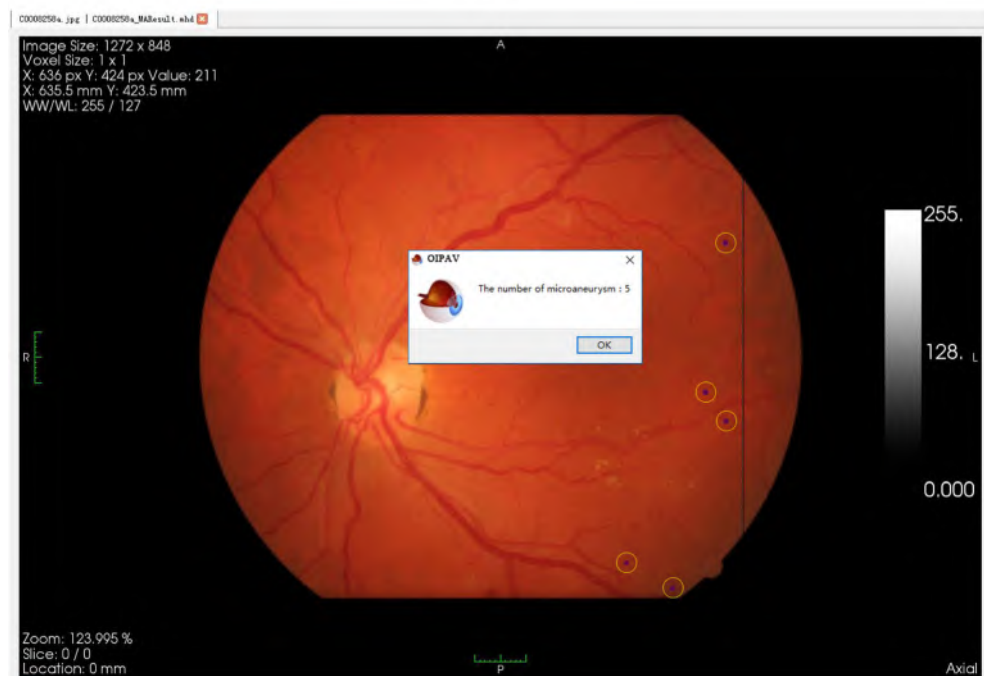 C0008258a.jpg | C0008258a_MAResult.mhd
Image Size: 1272 x 848
Voxel Size: 1 x 1
X: 636 px Y: 424 px Value: 211
X: 635.5 mm Y: 423.5 mm
WW/WL: 255 / 127
A
255.
OIPAV
The number of microaneurysm : 5
OK
R
128.
L
0.000
Zoom: 123.995 %
Slice: 0 / 0
Location: 0 mm
P
Axial